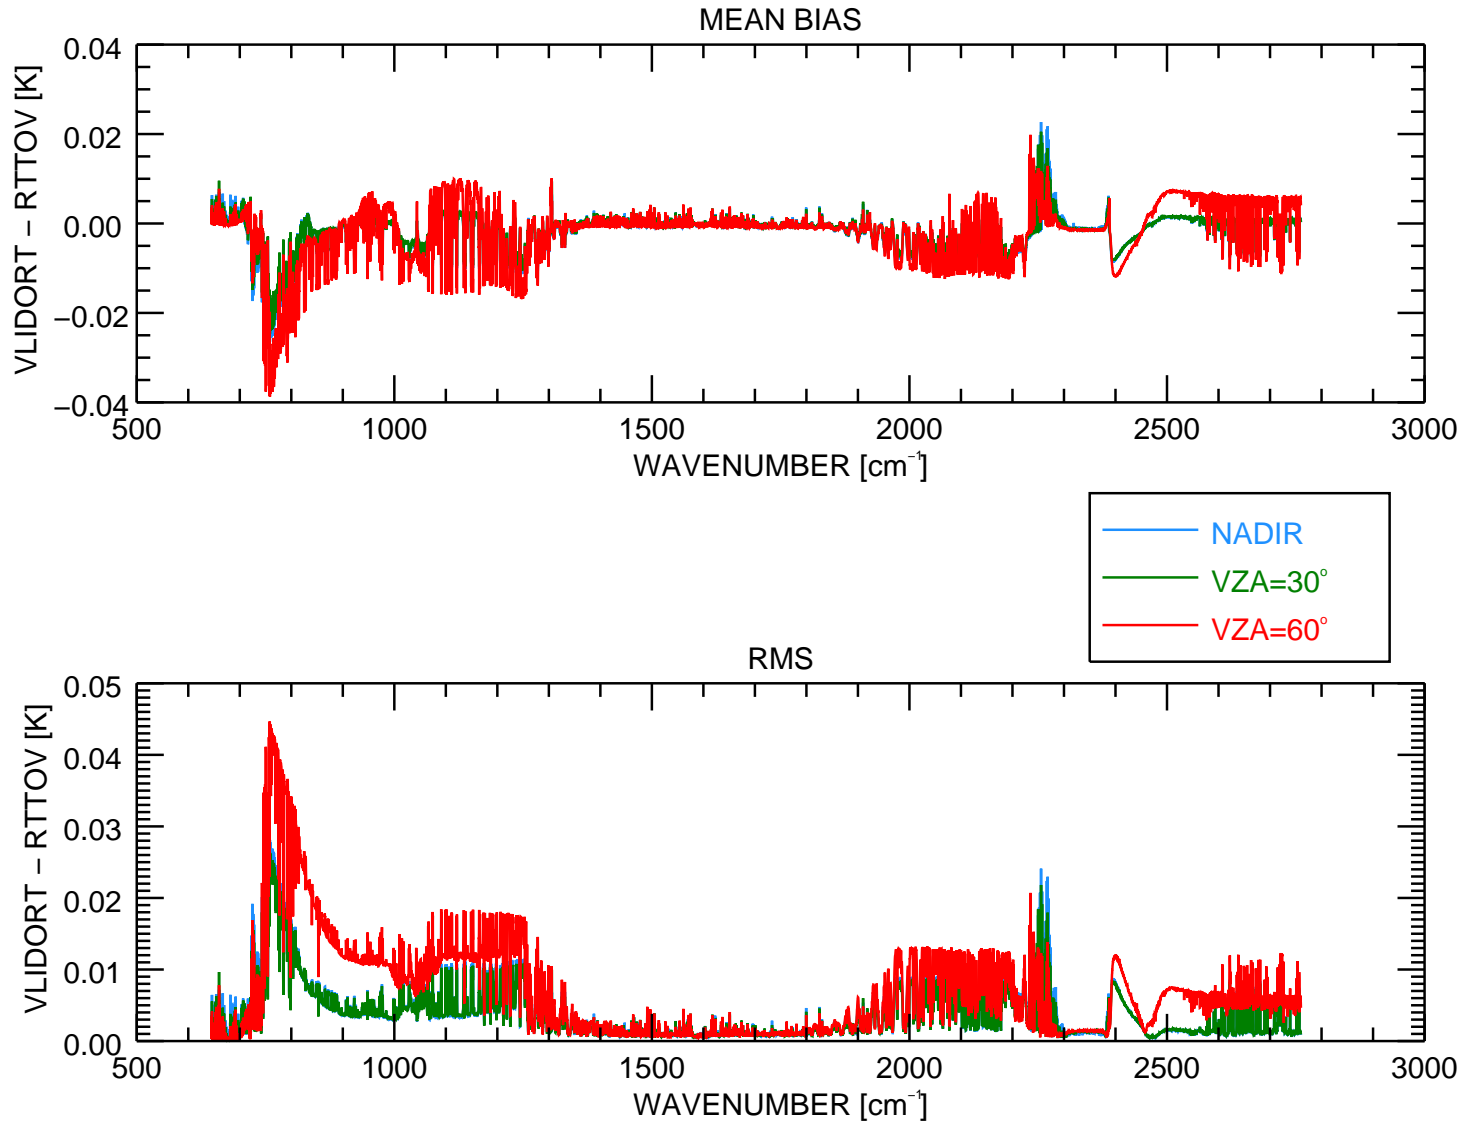 MEAN BIAS
VLIDORT − RTTOV [K]
0.04
0.02
0.00
−0.02
−0.04
500 1000 1500 2000 2500 3000
WAVENUMBER [cm⁻¹]
NADIR
VZA=30°
VZA=60°
RMS
VLIDORT − RTTOV [K]
0.05
0.04
0.03
0.02
0.01
0.00
500 1000 1500 2000 2500 3000
WAVENUMBER [cm⁻¹]